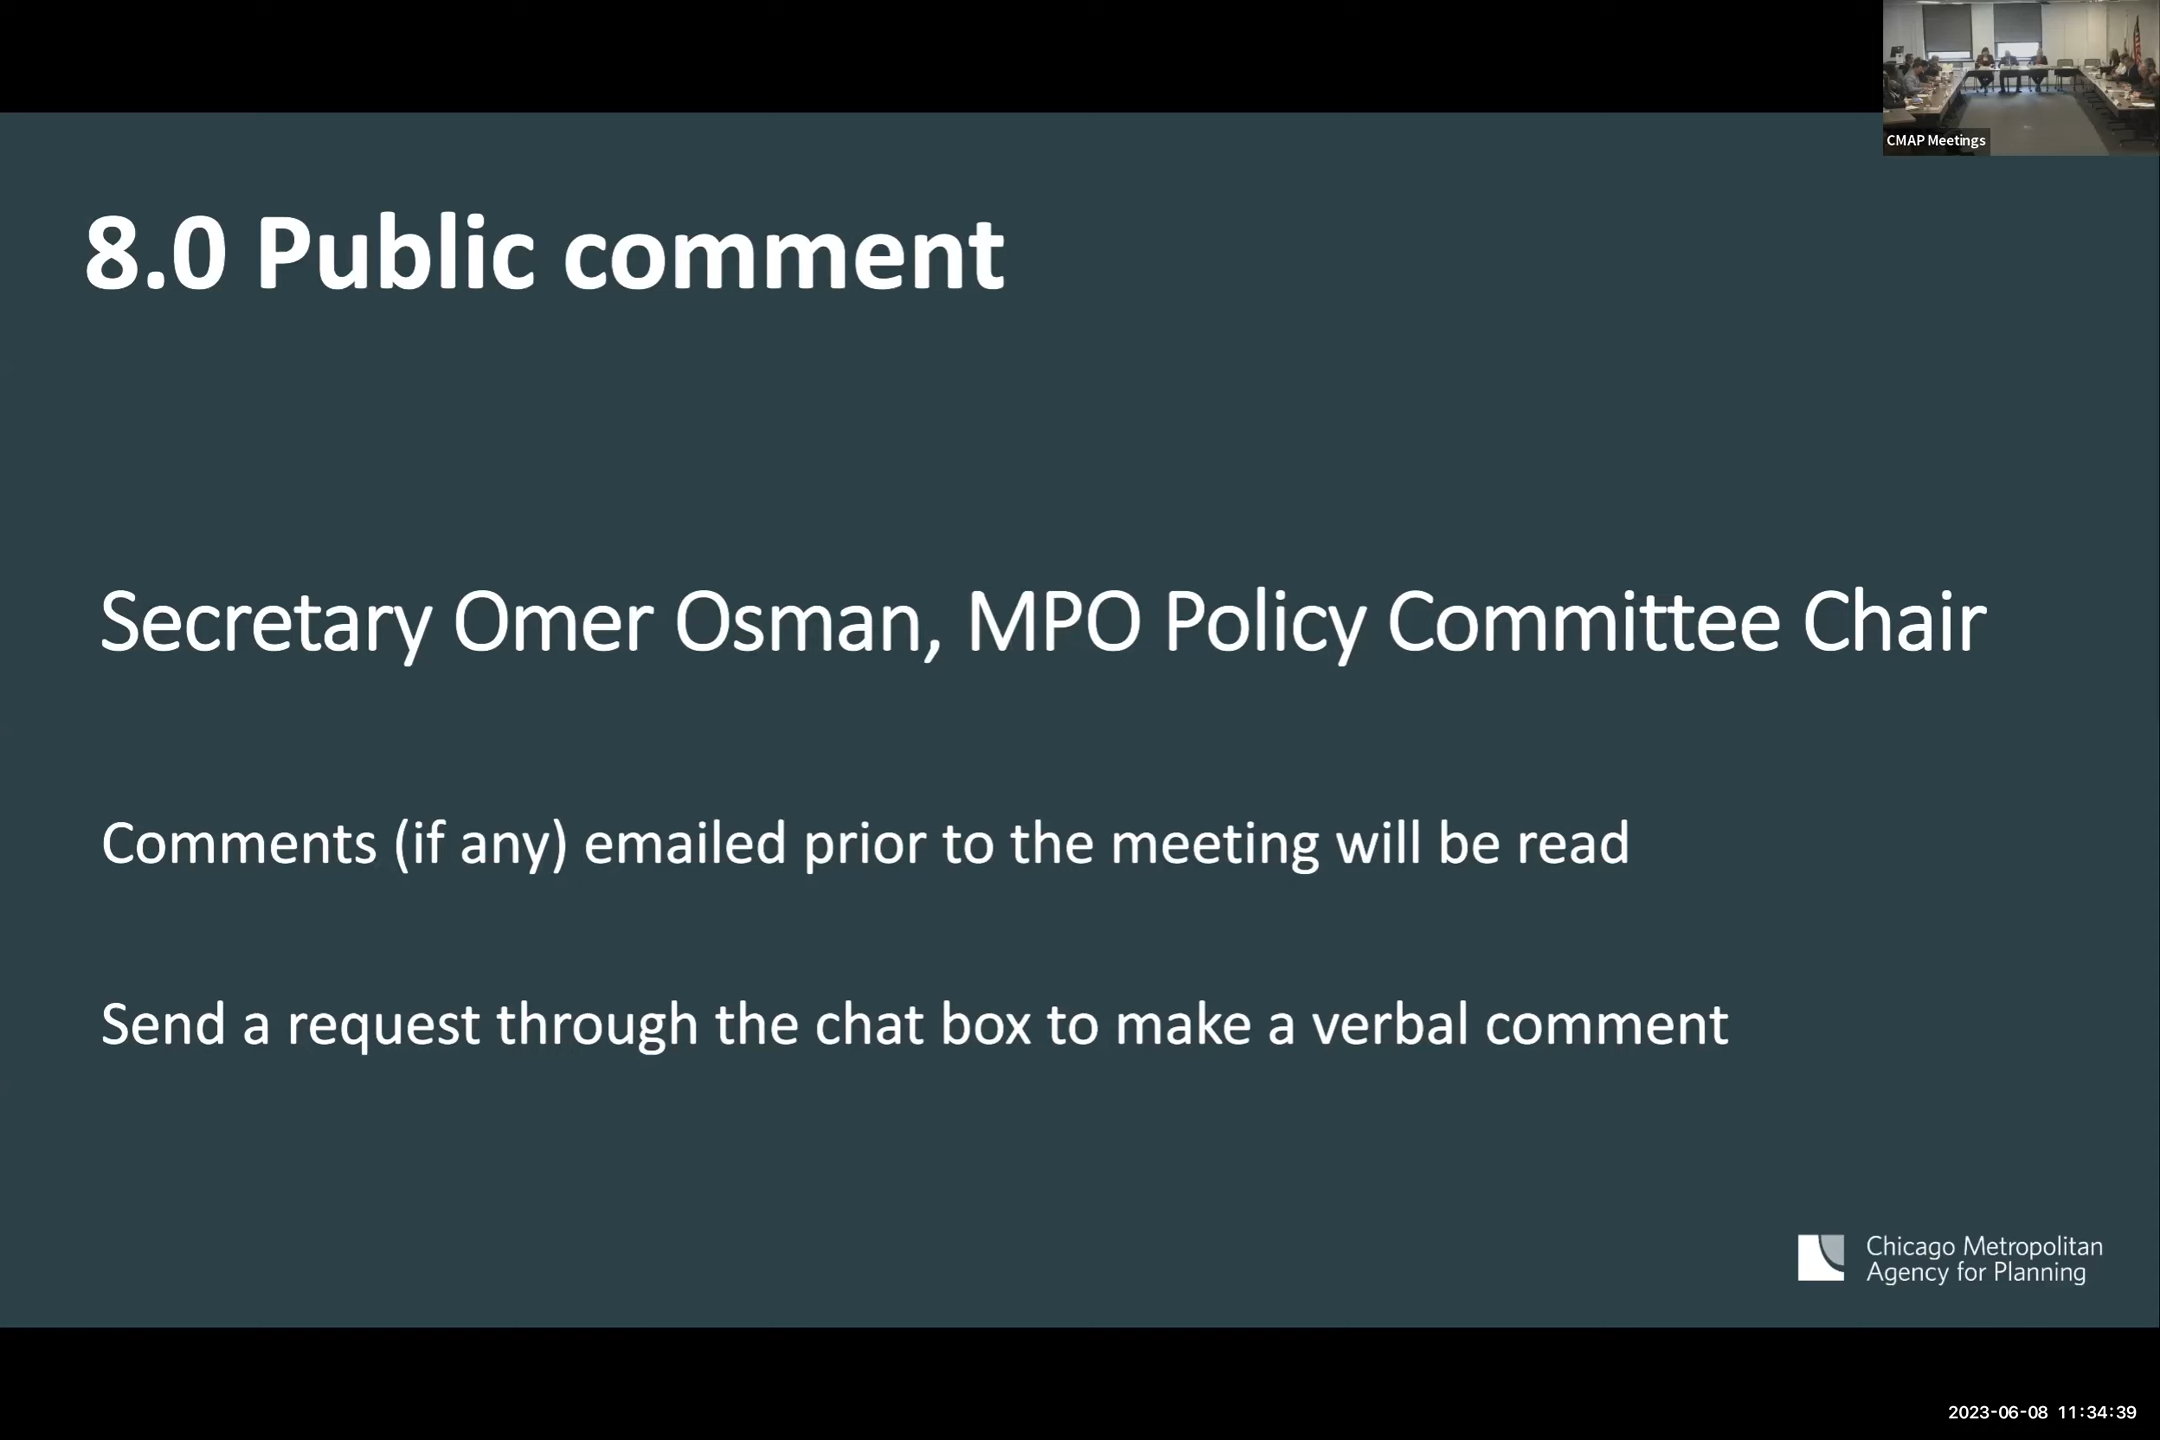 CMAP Meetings
8.0 Public comment
Secretary Omer Osman, MPO Policy Committee Chair
Comments (if any) emailed prior to the meeting will be read
Send a request through the chat box to make a verbal comment
Chicago Metropolitan
Agency for Planning
2023-06-08 11:34:39